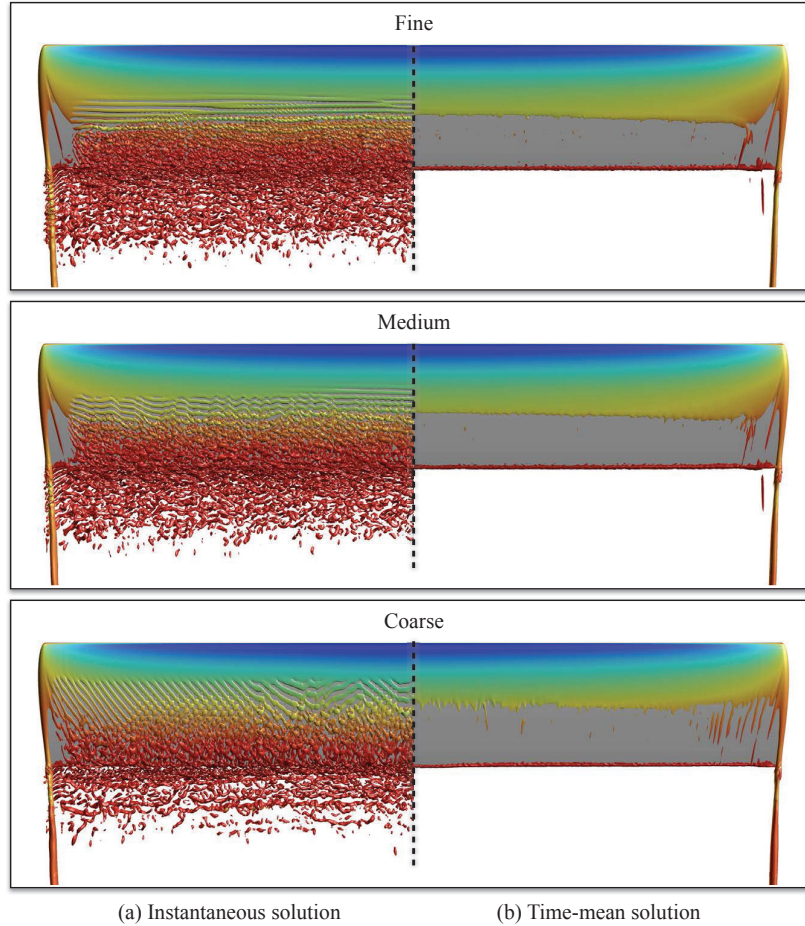 Fine
Medium
Coarse
(a) Instantaneous solution
(b) Time-mean solution